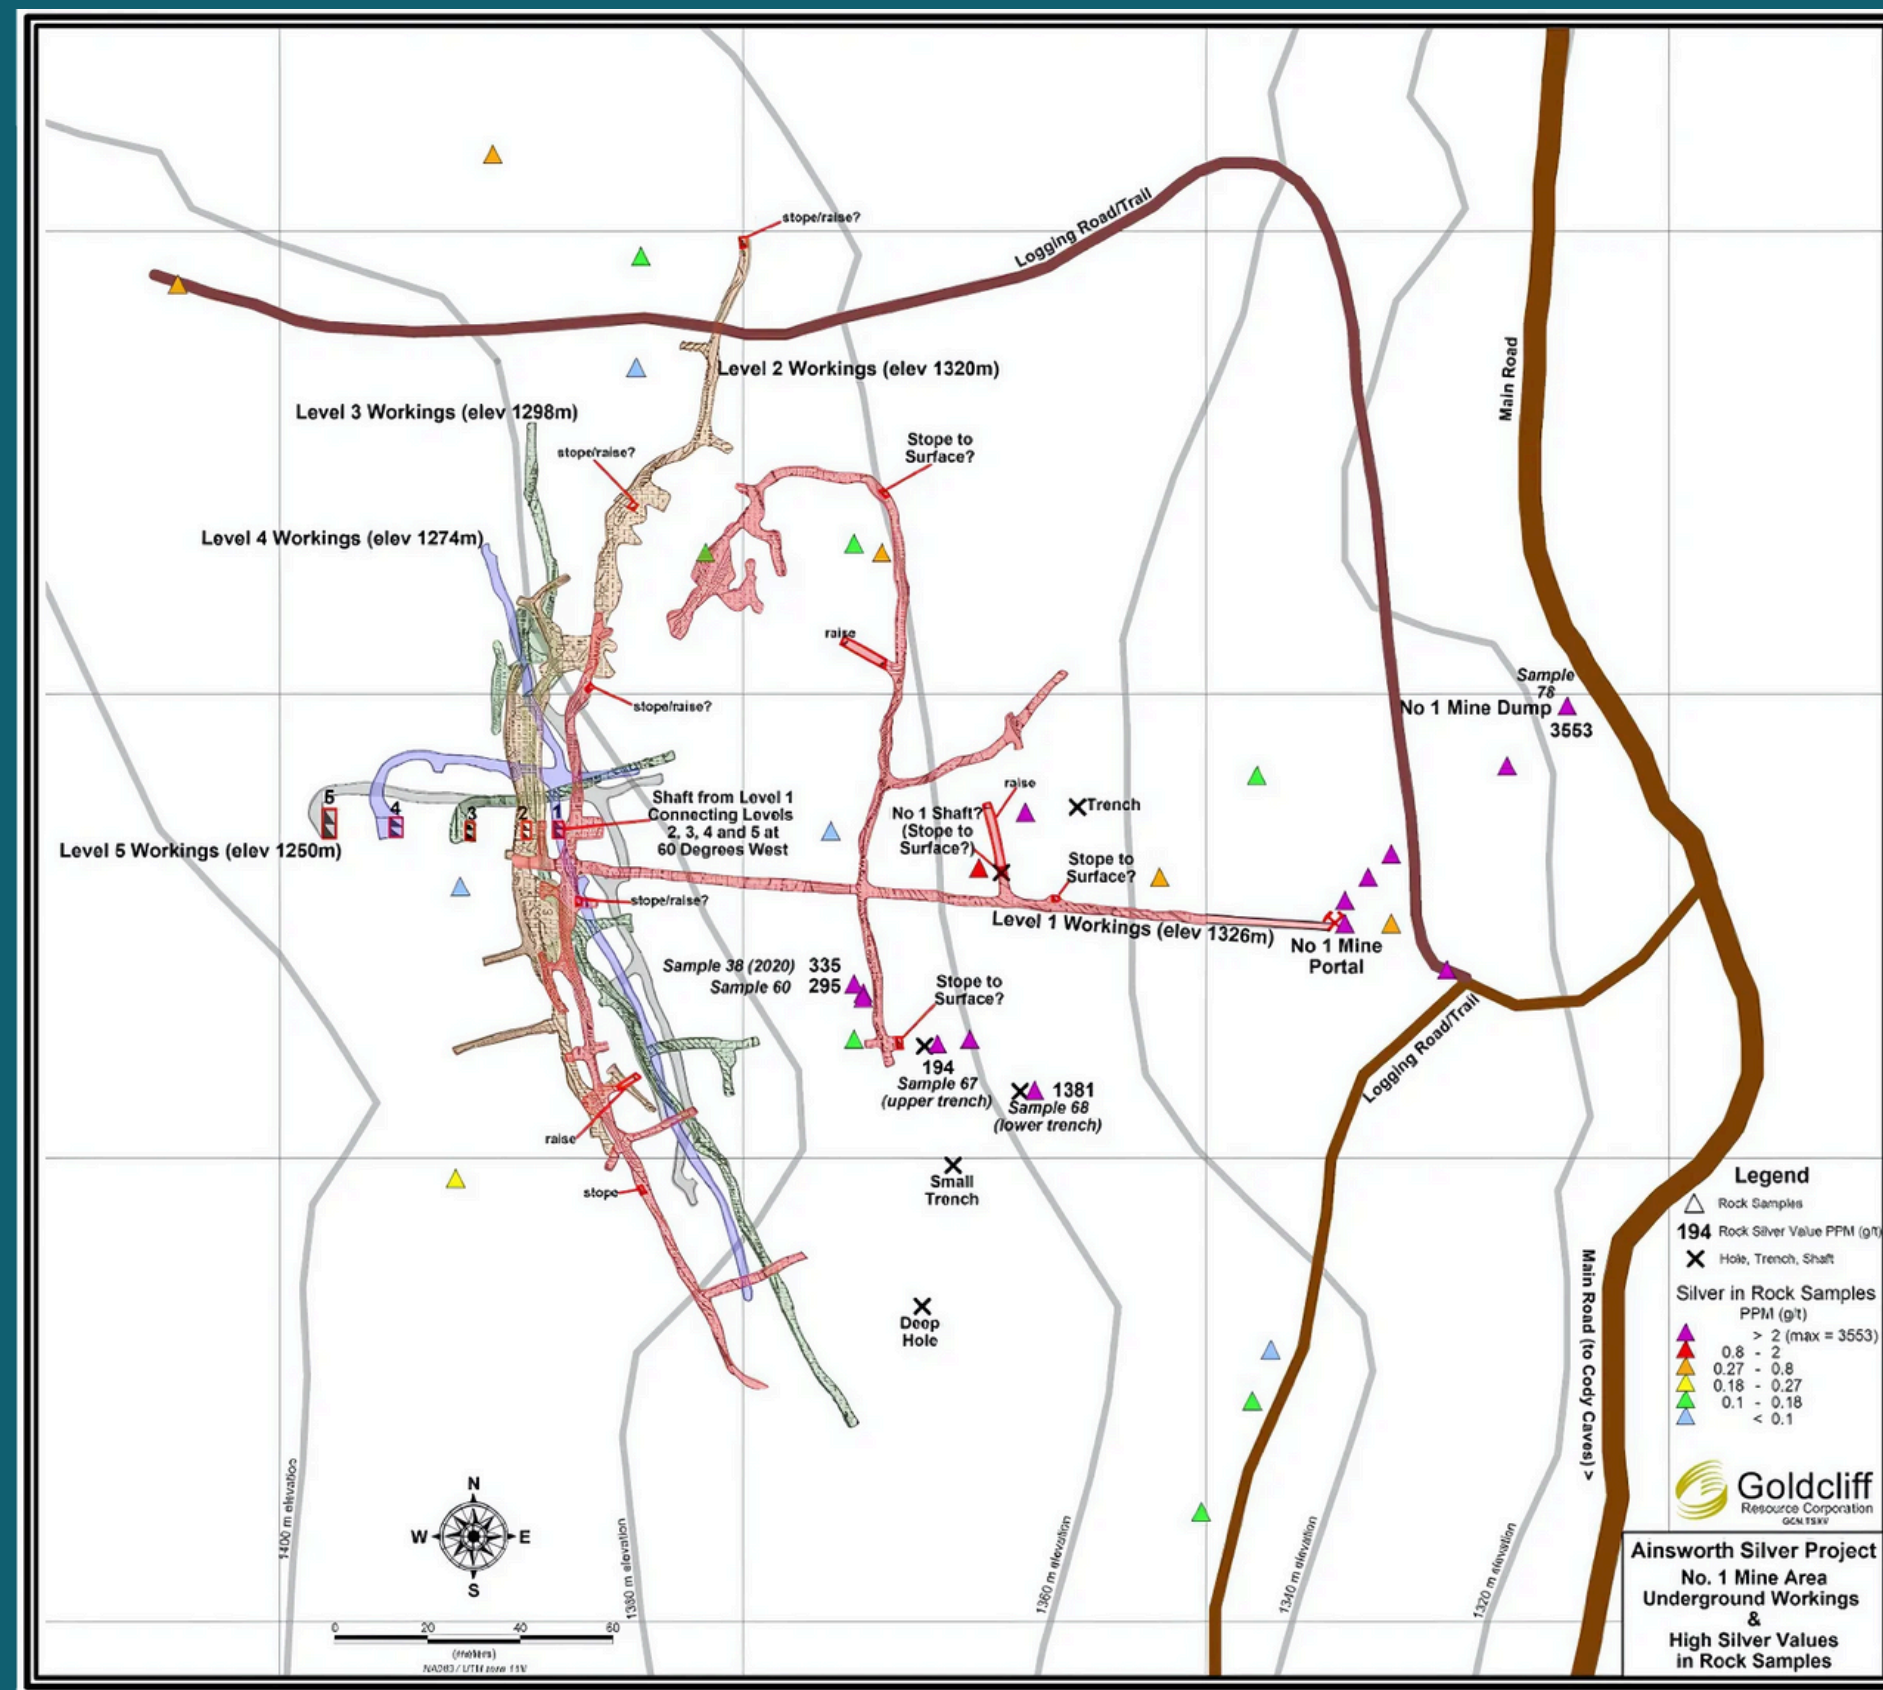 stope/raise?
Logging Road/Trail
Level 2 Workings (elev 1320m)
Main Road
Level 3 Workings (elev 1298m)
stope/raise?
Stope to
Surface?
Level 4 Workings (elev 1274m)
raise
Sample
78
No 1 Mine Dump
3553
stope/raise?
raise
Shaft from Level 1
Connecting Levels
2, 3, 4 and 5 at
60 Degrees West
No 1 Shaft?
(Stope to
Surface?)
Trench
5
4
3
2
1
Level 5 Workings (elev 1250m)
Stope to
Surface?
stope/raise?
Level 1 Workings (elev 1326m)
No 1 Mine
Portal
Sample 38 (2020) 335
Sample 60 295
Stope to
Surface?
194
Sample 67
(upper trench)
1381
Sample 68
(lower trench)
Logging Road/Trail
raise
stope
Small
Trench
Deep
Hole
Main Road (to Cody Caves) >
Legend
Rock Samples
194 Rock Silver Value PPM (g/t)
Hole, Trench, Shaft
Silver in Rock Samples
PPM (g/t)
> 2 (max = 3553)
0.8 - 2
0.27 - 0.8
0.18 - 0.27
0.1 - 0.18
< 0.1
Goldcliff
Resource Corporation
GCN.TSXV
1400 m elevation
1380 m elevation
1360 m elevation
1340 m elevation
1320 m elevation
N
W E
S
0 20 40 60
(meters)
NAD83 / UTM zone 11N
Ainsworth Silver Project
No. 1 Mine Area
Underground Workings
&
High Silver Values
in Rock Samples